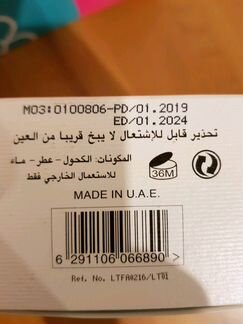 M03:0100806-PD/01.2019
ED/01.2024
تحذير قابل للإشتعال لا يبخ قريبا من العين
المكونات: الكحول - عطر - ماء
للاستعمال الخارجي فقط
36M
MADE IN U.A.E.
6 291106 066890 >
Ref. No. LTFA0216/LT01